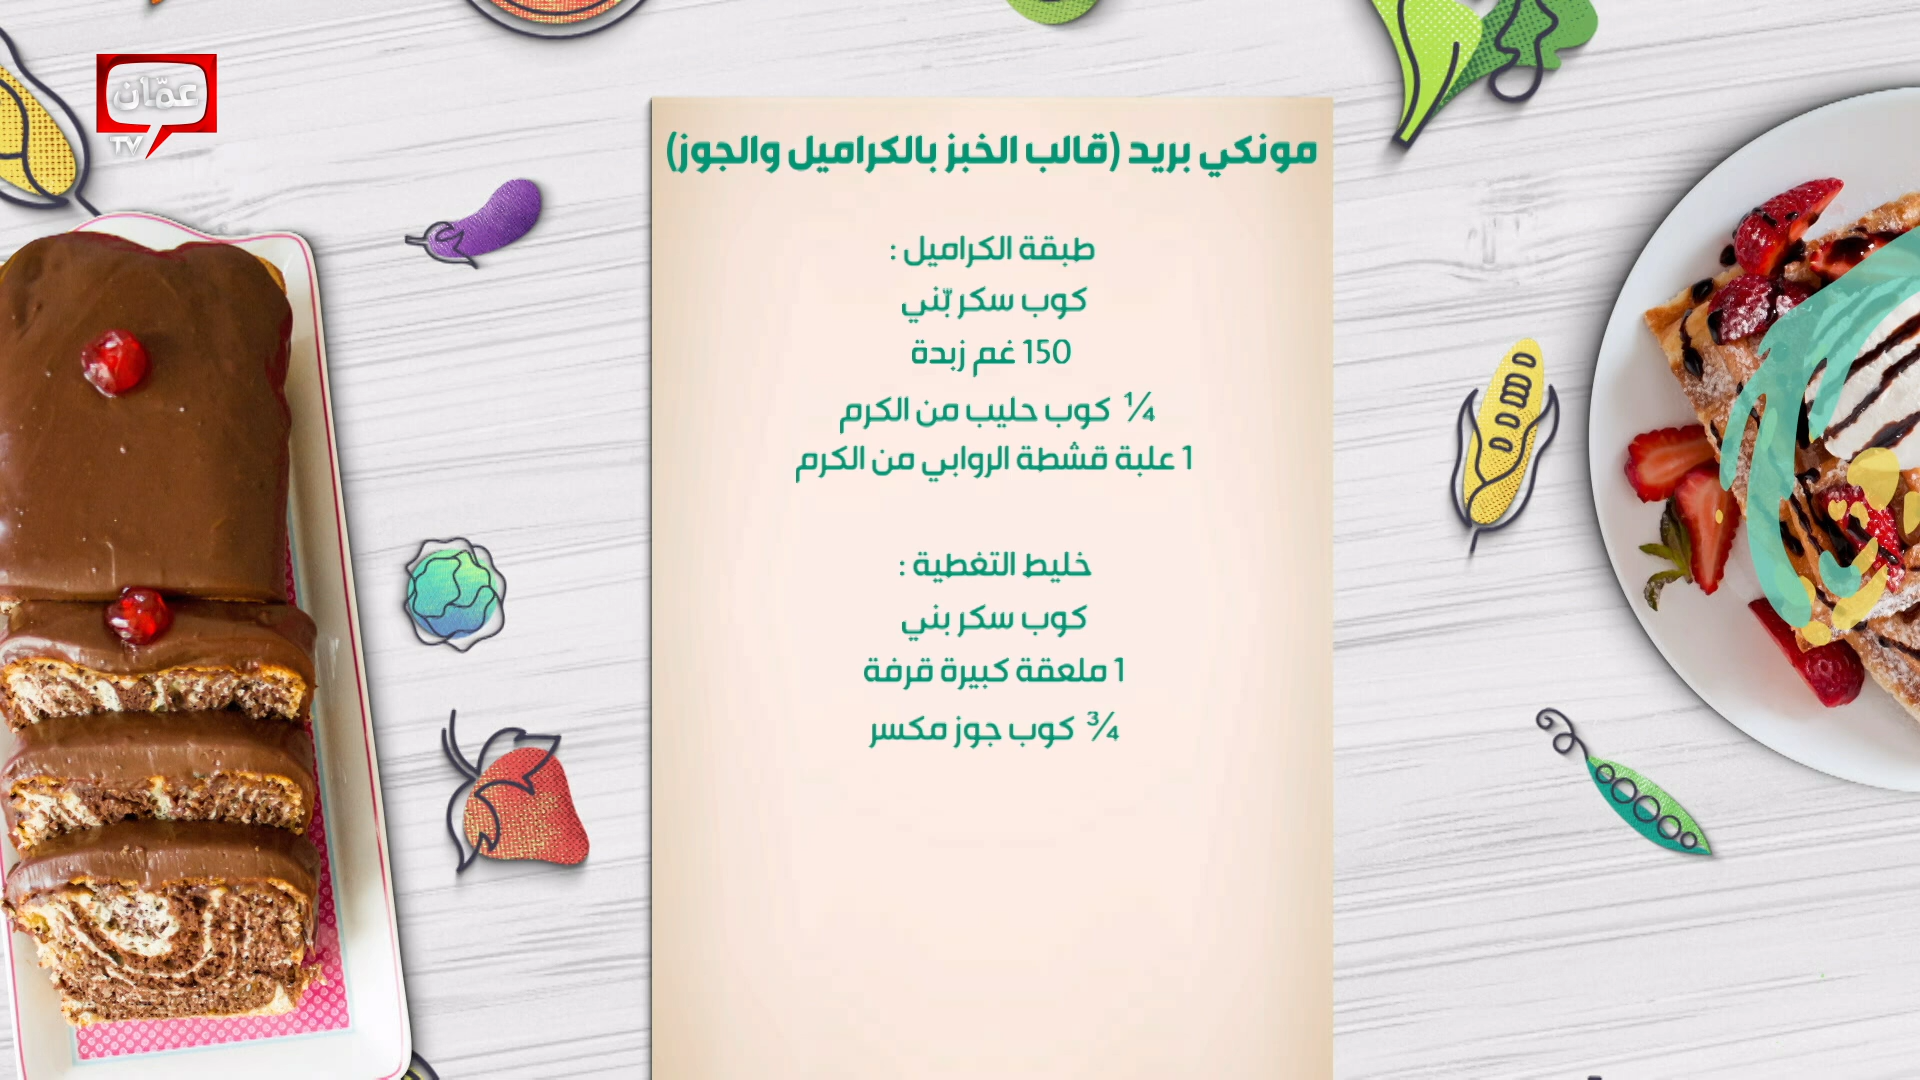 عمّان
TV
مونكي بريد (قالب الخبز بالكراميل والجوز)
طبقة الكراميل :
كوب سكر بّني
150 غم زبدة
¼ كوب حليب من الكرم
1 علبة قشطة الروابي من الكرم
خليط التغطية :
كوب سكر بني
1 ملعقة كبيرة قرفة
¾ كوب جوز مكسر